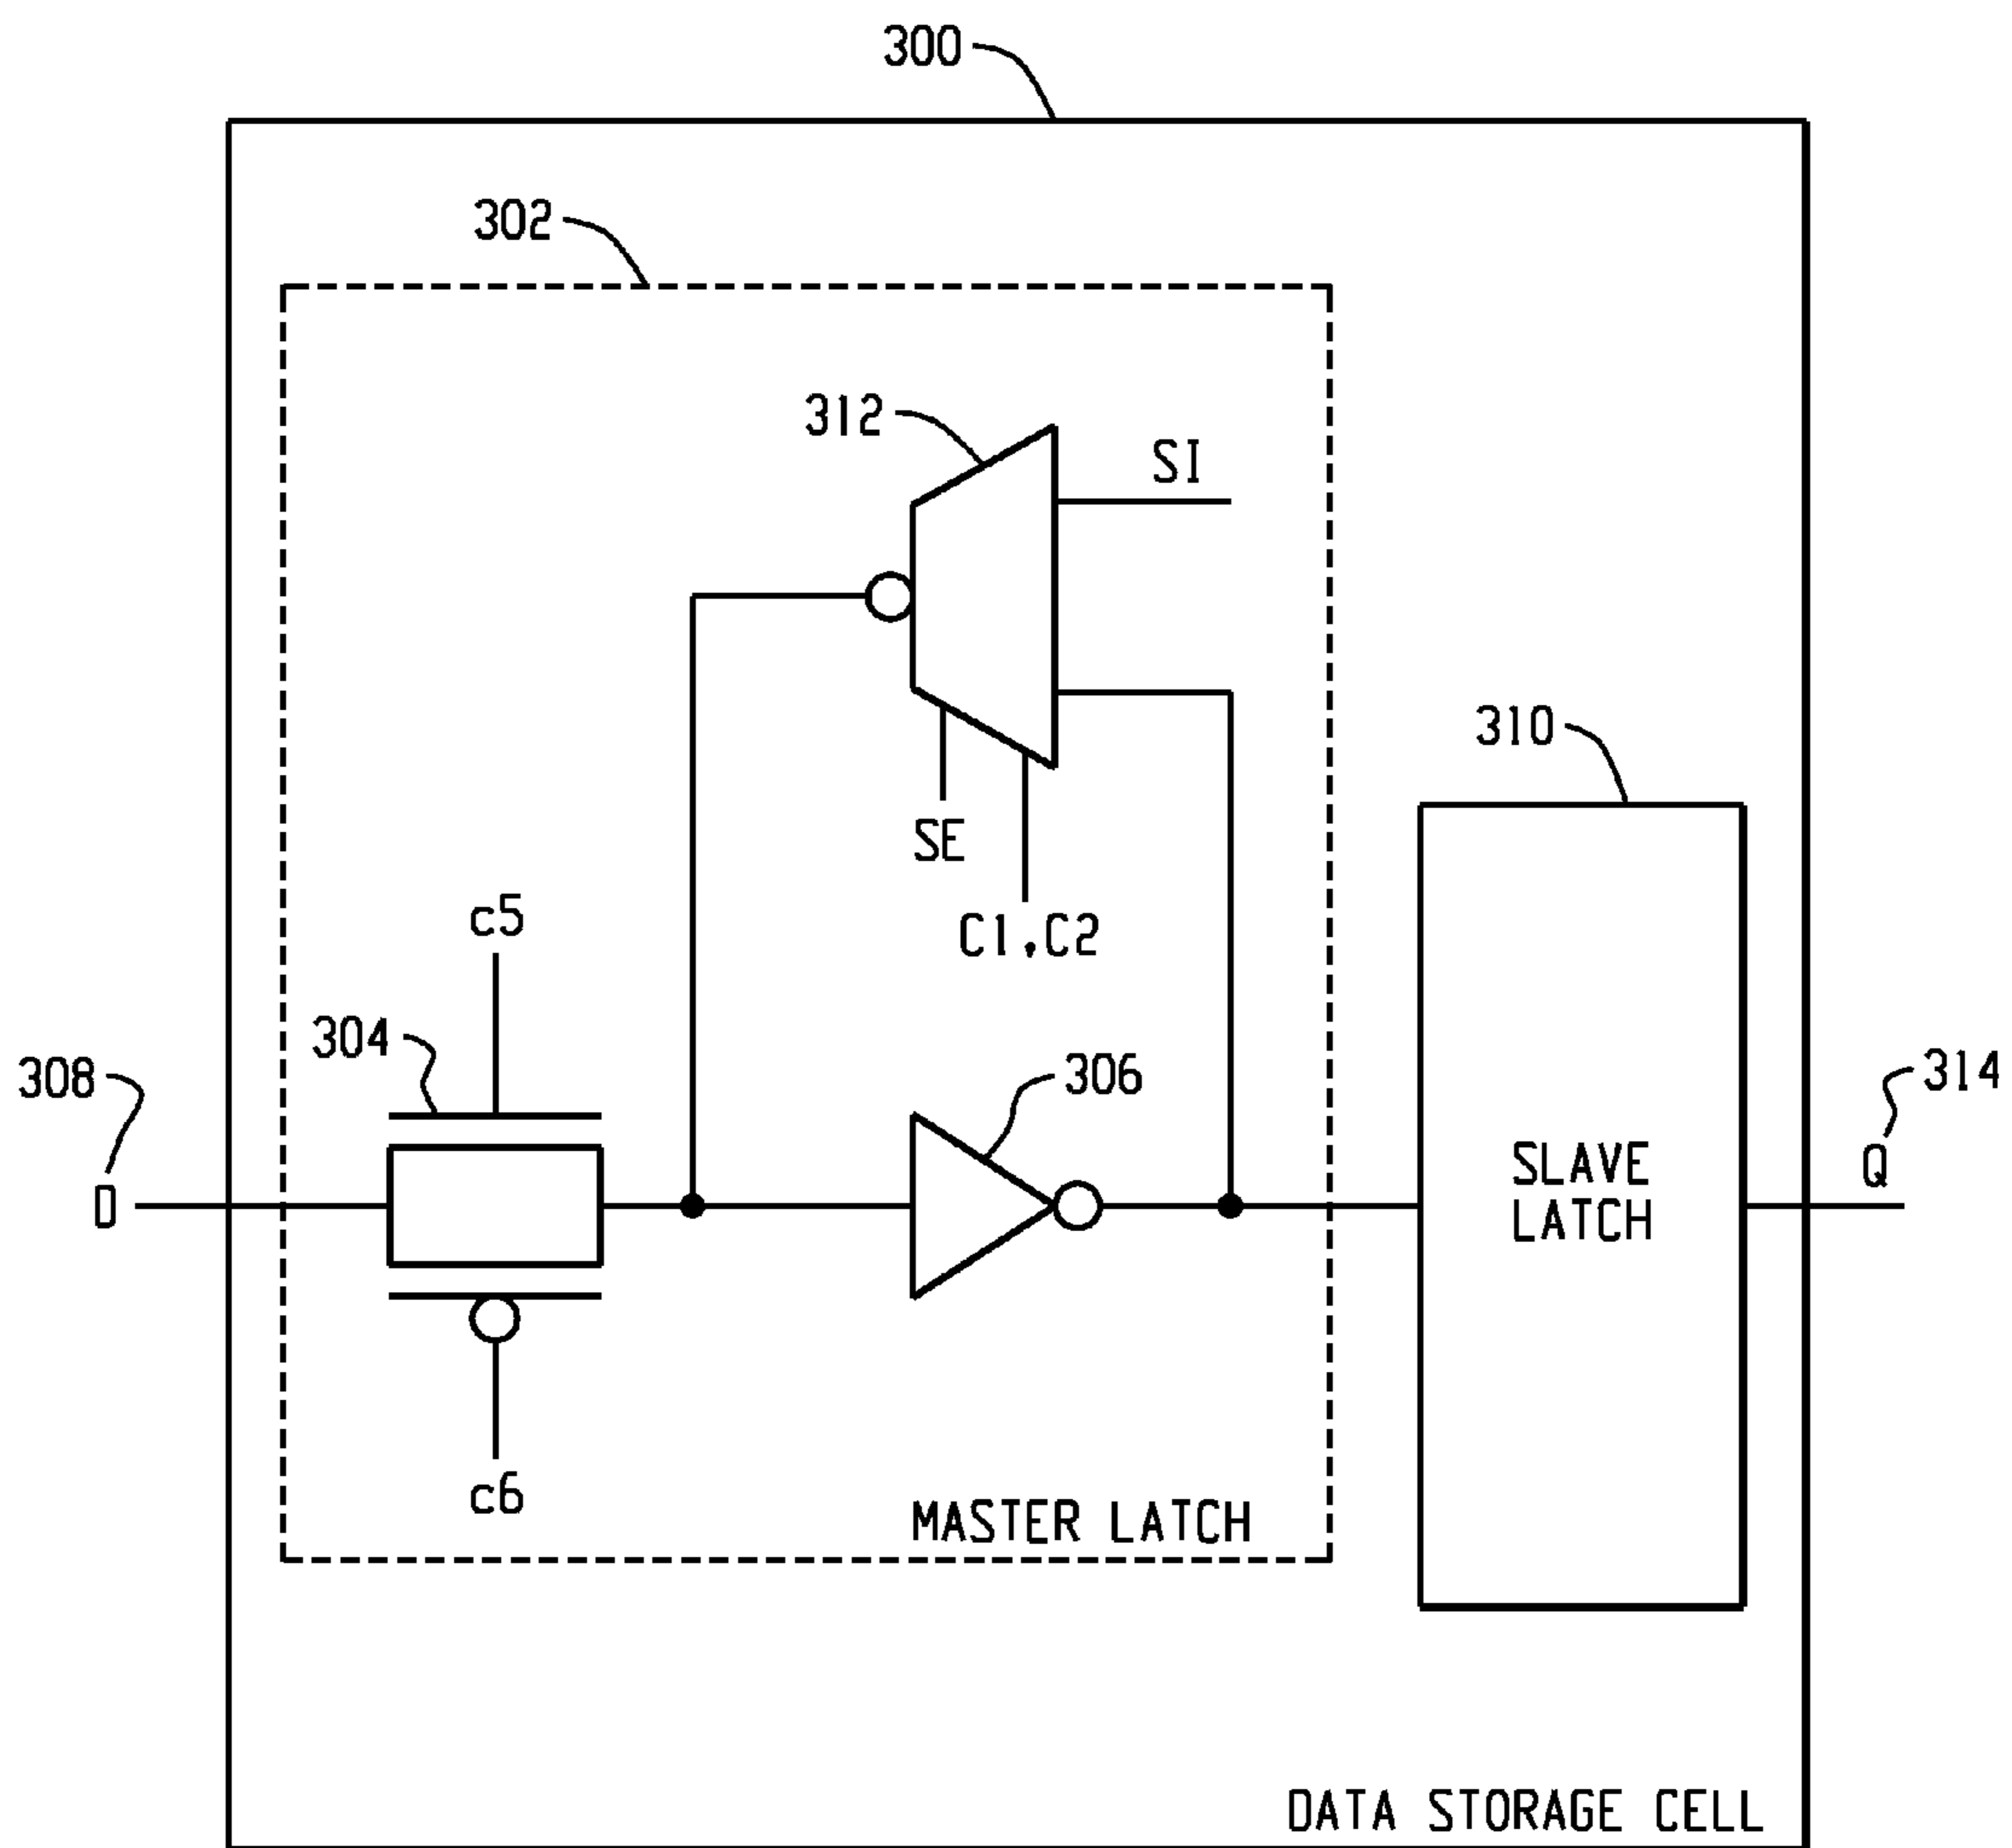 300
302
312
SI
310
SE
c5
C1,C2
304
306
308
314
SLAVE
LATCH
Q
D
c6
MASTER LATCH
DATA STORAGE CELL